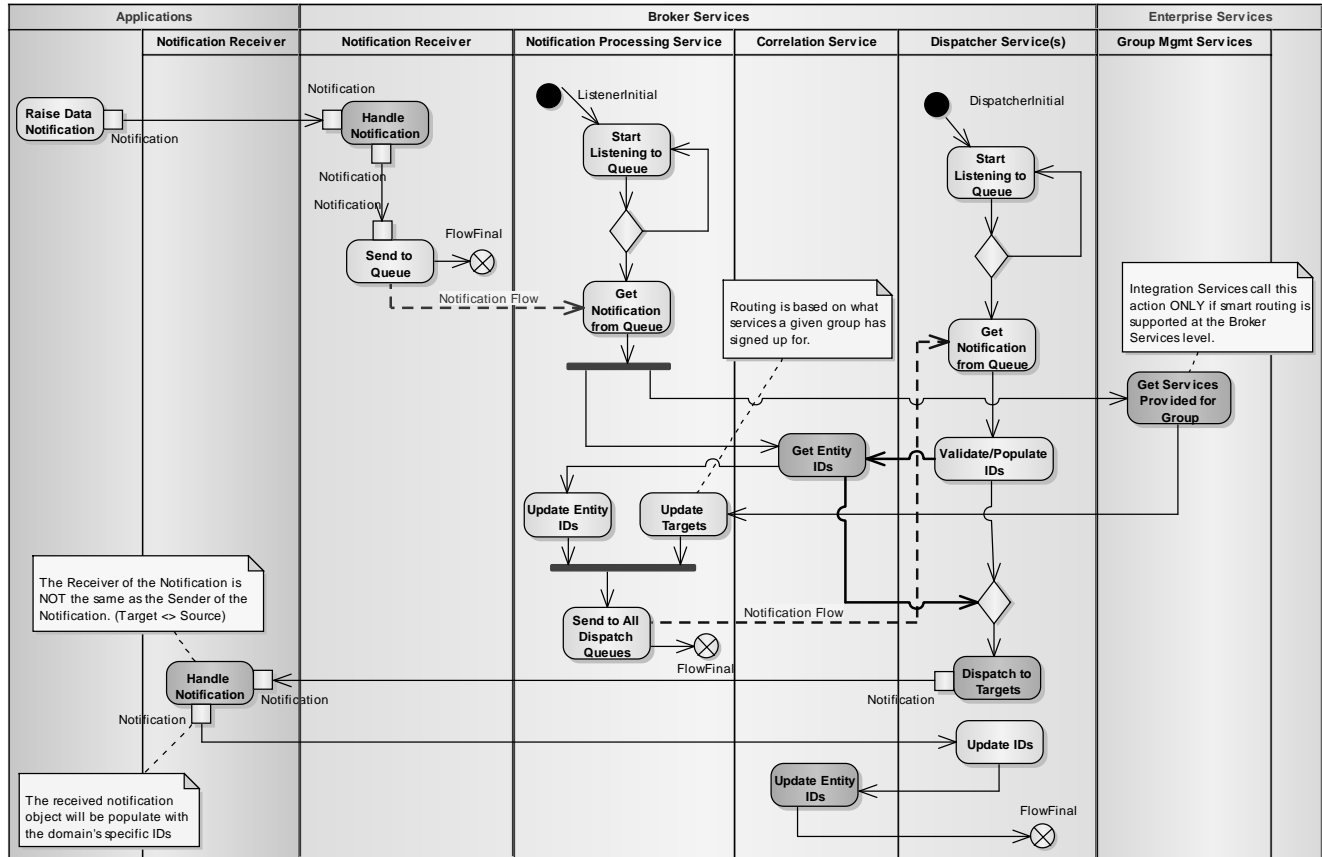 Applications
Broker Services
Enterprise Services
Notification Receiver
Notification Receiver
Notification Processing Service
Correlation Service
Dispatcher Service(s)
Group Mgmt Services
Raise Data
Notification
Notification
Notification
Handle
Notification
Notification
Notification
Send to
Queue
FlowFinal
ListenerInitial
Start
Listening to
Queue
Notification Flow
Get
Notification
from Queue
DispatcherInitial
Start
Listening to
Queue
Routing is based on what
services a given group has
signed up for.
Get
Notification
from Queue
Integration Services call this
action ONLY if smart routing is
supported at the Broker
Services level.
Get Services
Provided for
Group
Get Entity
IDs
Validate/Populate
IDs
Update Entity
IDs
Update
Targets
The Receiver of the Notification is
NOT the same as the Sender of the
Notification. (Target <> Source)
Send to All
Dispatch
Queues
Notification Flow
FlowFinal
Handle
Notification
Notification
Notification
Notification
Dispatch to
Targets
Update IDs
Update Entity
IDs
FlowFinal
The received notification
object will be populate with
the domain's specific IDs